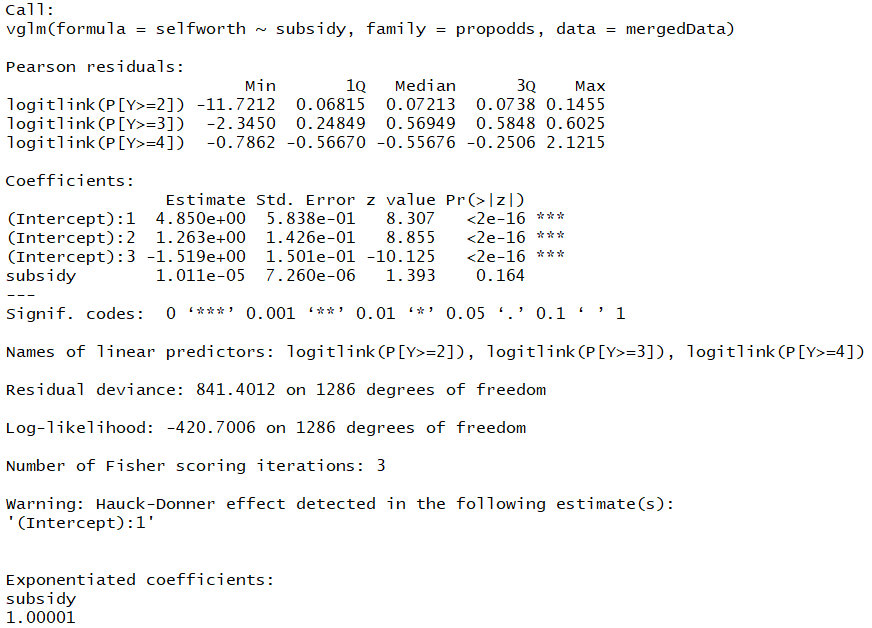 Call:
vglm(formula = selfworth ~ subsidy, family = propodds, data = mergedData)
Pearson residuals:
Min 1Q Median 3Q Max
logitlink(P[Y>=2]) -11.7212 0.06815 0.07213 0.0738 0.1455
logitlink(P[Y>=3]) -2.3450 0.24849 0.56949 0.5848 0.6025
logitlink(P[Y>=4]) -0.7862 -0.56670 -0.55676 -0.2506 2.1215
Coefficients:
Estimate Std. Error z value Pr(>|z|)
(Intercept):1 4.850e+00 5.838e-01 8.307 <2e-16 ***
(Intercept):2 1.263e+00 1.426e-01 8.855 <2e-16 ***
(Intercept):3 -1.519e+00 1.501e-01 -10.125 <2e-16 ***
subsidy 1.011e-05 7.260e-06 1.393 0.164
---
Signif. codes: 0 ‘***’ 0.001 ‘**’ 0.01 ‘*’ 0.05 ‘.’ 0.1 ‘ ’ 1
Names of linear predictors: logitlink(P[Y>=2]), logitlink(P[Y>=3]), logitlink(P[Y>=4])
Residual deviance: 841.4012 on 1286 degrees of freedom
Log-likelihood: -420.7006 on 1286 degrees of freedom
Number of Fisher scoring iterations: 3
Warning: Hauck-Donner effect detected in the following estimate(s):
'(Intercept):1'
Exponentiated coefficients:
subsidy
1.00001